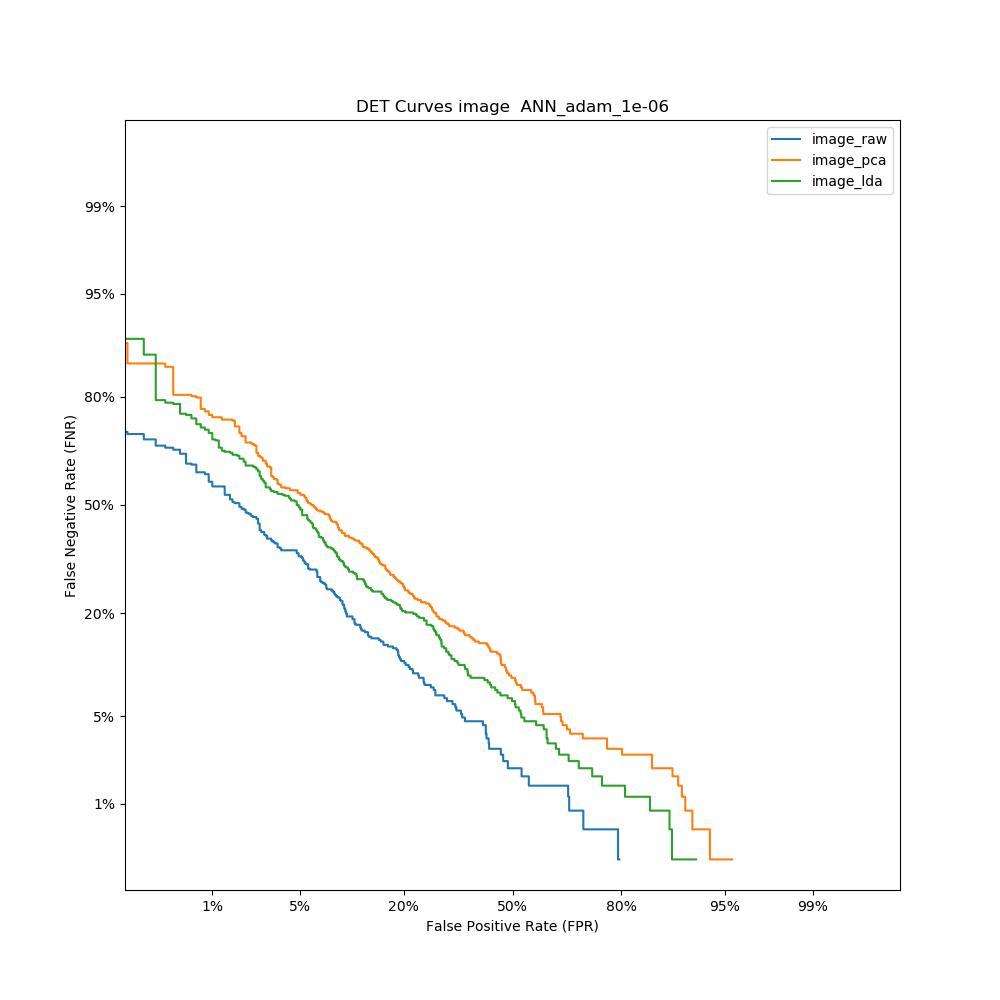 DET Curves image  ANN_adam_1e-06
image_raw
image_pca
image_lda
99%
95%
80%
50%
20%
5%
1%
False Negative Rate (FNR)
1% 5% 20% 50% 80% 95% 99%
False Positive Rate (FPR)